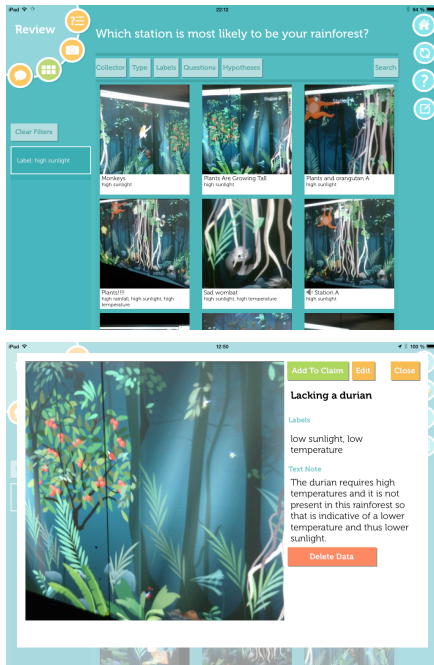 iPad
22:12
94 %
Review
?
Which station is most likely to be your rainforest?
Collector
Type
Labels
Questions
Hypotheses
Search
?
Clear Filters
Label: high sunlight
Station A
Monkeys
high sunlight
Plants Are Growing Tall
high sunlight
Plants and orangutan A
high sunlight
Plants!!!!
high rainfall, high sunlight, high
temperature
Sad wombat
high sunlight, high temperature
Station A
high sunlight
iPad
12:50
100 %
Add To Claim
Edit
Close
Lacking a durian
Labels
low sunlight, low
temperature
Text Note
The durian requires high
temperatures and it is not
present in this rainforest so
that is indicative of a lower
temperature and thus lower
sunlight.
Delete Data